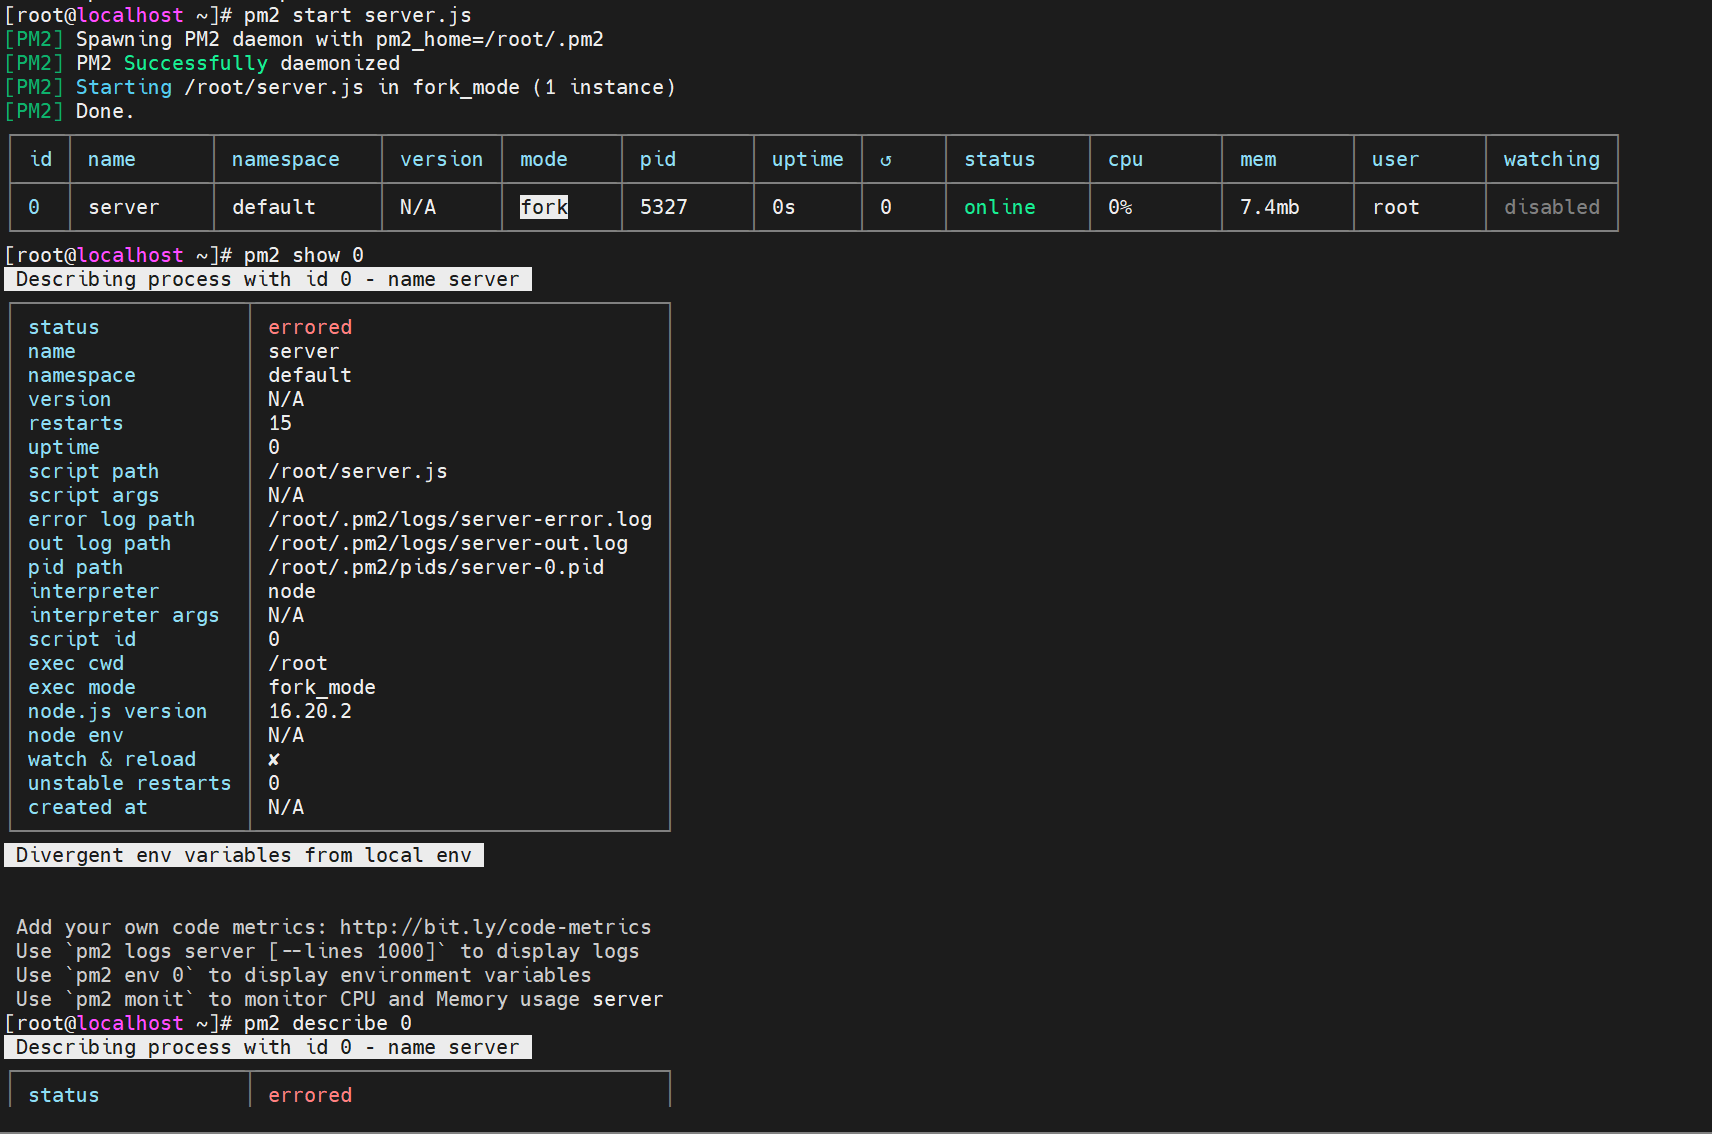 [root@localhost ~]# pm2 start server.js
[PM2] Spawning PM2 daemon with pm2_home=/root/.pm2
[PM2] PM2 Successfully daemonized
[PM2] Starting /root/server.js in fork_mode (1 instance)
[PM2] Done.
id name namespace version mode pid uptime ↺ status cpu mem user watching
0 server default N/A fork 5327 0s 0 online 0% 7.4mb root disabled
[root@localhost ~]# pm2 show 0
Describing process with id 0 - name server
status errored
name server
namespace default
version N/A
restarts 15
uptime 0
script path /root/server.js
script args N/A
error log path /root/.pm2/logs/server-error.log
out log path /root/.pm2/logs/server-out.log
pid path /root/.pm2/pids/server-0.pid
interpreter node
interpreter args N/A
script id 0
exec cwd /root
exec mode fork_mode
node.js version 16.20.2
node env N/A
watch & reload ✘
unstable restarts 0
created at N/A
Divergent env variables from local env
Add your own code metrics: http://bit.ly/code-metrics
Use `pm2 logs server [--lines 1000]` to display logs
Use `pm2 env 0` to display environment variables
Use `pm2 monit` to monitor CPU and Memory usage server
[root@localhost ~]# pm2 describe 0
Describing process with id 0 - name server
status errored